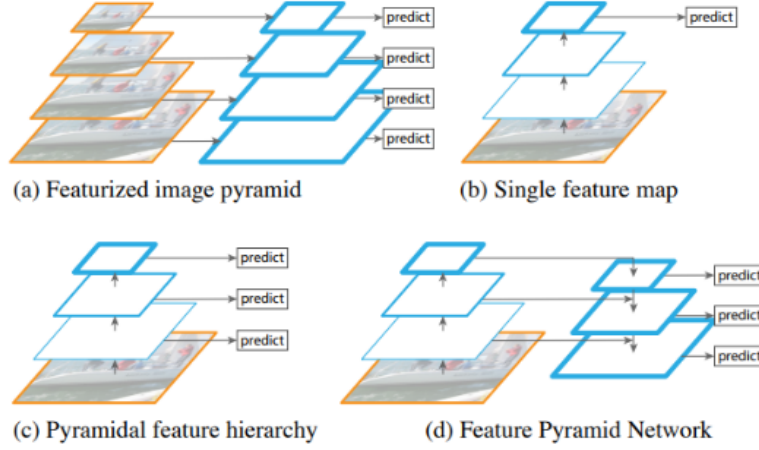 predict
predict
predict
predict
predict
(a) Featurized image pyramid
(b) Single feature map
predict
predict
predict
predict
predict
predict
(c) Pyramidal feature hierarchy
(d) Feature Pyramid Network